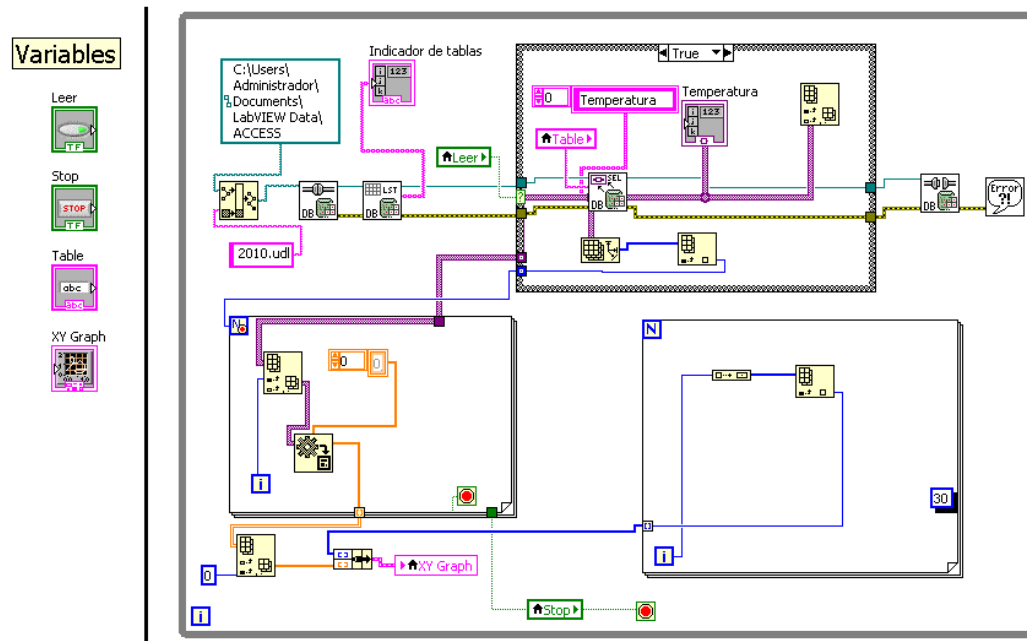 Variables
Leer
TF
Stop
STOP
TF
Table
abc
abc
XY Graph
C:\Users\
Administrador\
Documents\
LabVIEW Data\
ACCESS
Indicador de tablas
123
abc
True
0
Temperatura
Temperatura
123
Table
Leer
?
LST
SEL
DB
DB
DB
DB
Error
?!
2010.udl
N
0
0
i
N
30
i
0
XY Graph
Stop
i